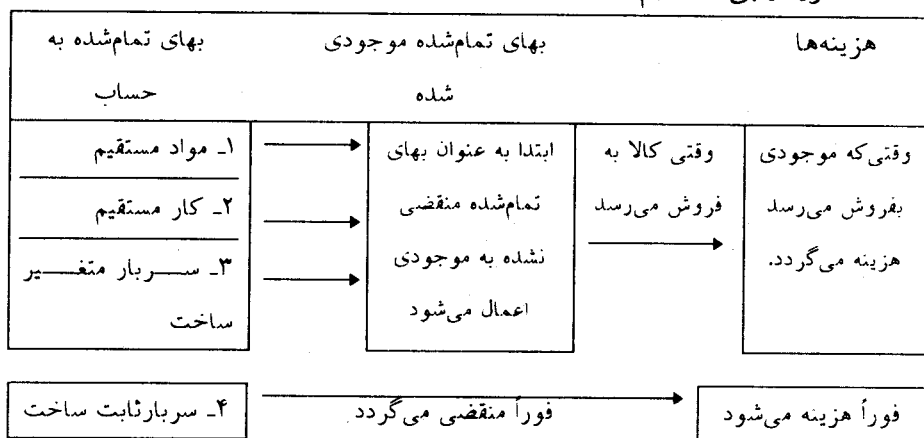 هزینه‌ها
بهای تمام‌شده موجودی
شده
بهای تمام‌شده به
حساب
۱ـ مواد مستقیم
۲ـ کار مستقیم
۳ـ ســـربار متغـــیر
ساخت
ابتدا به عنوان بهای
تمام‌شده منقضی
نشده به موجودی
اعمال می‌شود
وقتی کالا به
فروش می‌رسد
وقتی‌که موجودی
بفروش می‌رسد
هزینه می‌گردد.
۴ـ سربارثابت ساخت
فوراً منقضی می‌گردد
فوراً هزینه می‌شود